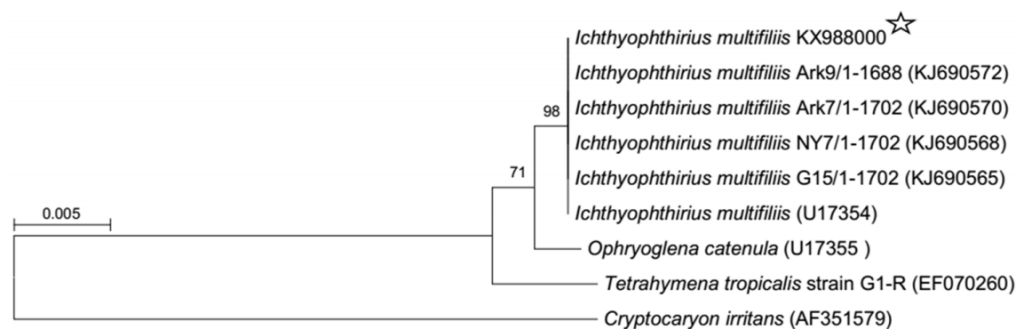 Ichthyophthirius multifiliis KX988000
Ichthyophthirius multifiliis Ark9/1-1688 (KJ690572)
Ichthyophthirius multifiliis Ark7/1-1702 (KJ690570)
98
Ichthyophthirius multifiliis NY7/1-1702 (KJ690568)
71
Ichthyophthirius multifiliis G15/1-1702 (KJ690565)
0.005
Ichthyophthirius multifiliis (U17354)
Ophryoglena catenula (U17355 )
Tetrahymena tropicalis strain G1-R (EF070260)
Cryptocaryon irritans (AF351579)